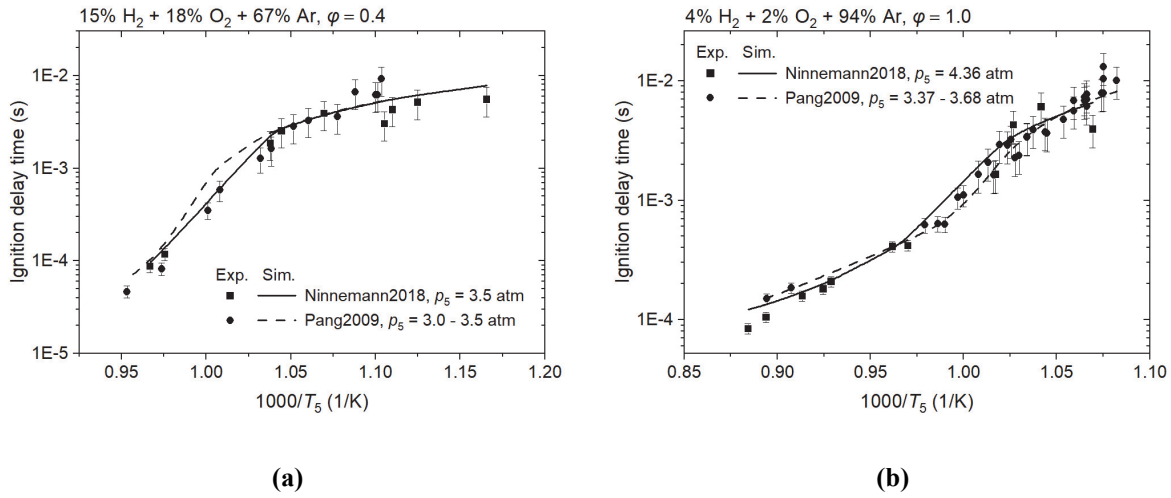 15% H₂ + 18% O₂ + 67% Ar, φ = 0.4
1E-2
1E-3
1E-4
1E-5
Ignition delay time (s)
Exp. Sim.
Ninnemann2018, p₅ = 3.5 atm
Pang2009, p₅ = 3.0 - 3.5 atm
0.95 1.00 1.05 1.10 1.15 1.20
1000/T₅ (1/K)
(a)
4% H₂ + 2% O₂ + 94% Ar, φ = 1.0
Exp. Sim.
Ninnemann2018, p₅ = 4.36 atm
Pang2009, p₅ = 3.37 - 3.68 atm
1E-2
1E-3
1E-4
Ignition delay time (s)
0.85 0.90 0.95 1.00 1.05 1.10
1000/T₅ (1/K)
(b)